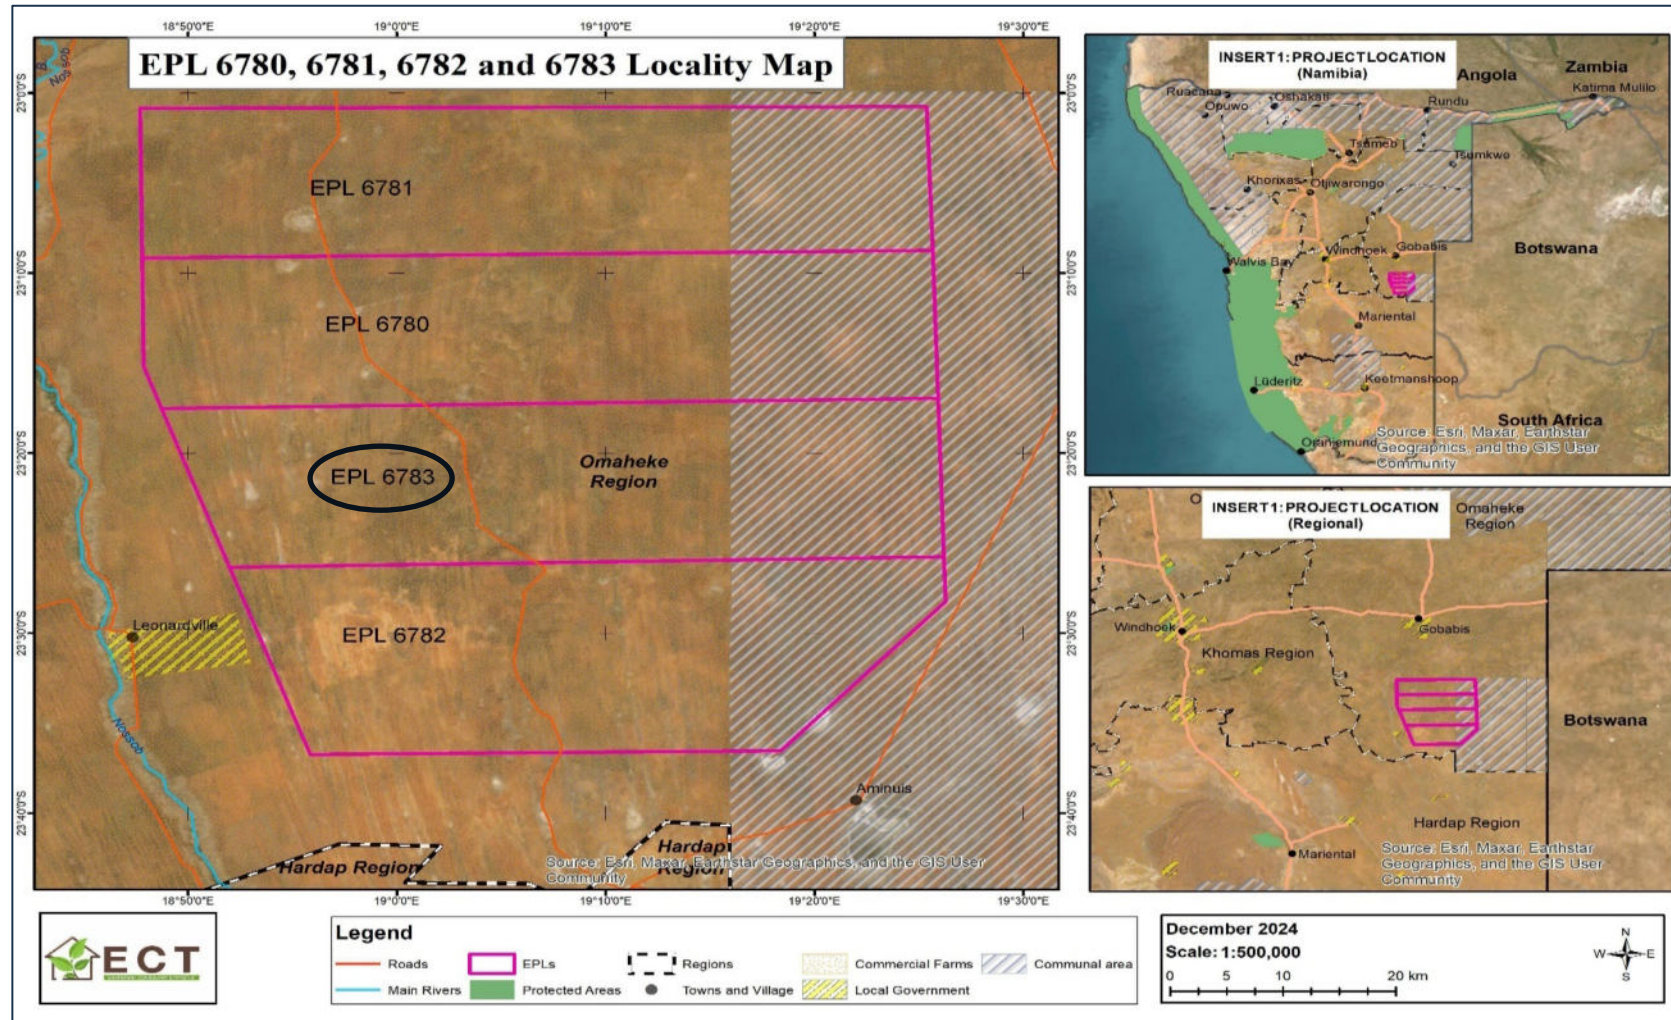 18°50'0"E 19°0'0"E 19°10'0"E 19°20'0"E 19°30'0"E
EPL 6780, 6781, 6782 and 6783 Locality Map
B
Nossob
23°0'0"S
23°10'0"S
23°20'0"S
23°30'0"S
23°40'0"S
EPL 6781
EPL 6780
EPL 6783
Omaheke
Region
EPL 6782
Leonardville
Nossob
Aminuis
Hardap Region
Hardap
Region
Source: Esri, Maxar, Earthstar Geographics, and the GIS User
Community
23°0'0"S
23°10'0"S
23°20'0"S
23°30'0"S
23°40'0"S
18°50'0"E 19°0'0"E 19°10'0"E 19°20'0"E 19°30'0"E
INSERT1: PROJECT LOCATION
(Namibia)
Angola
Zambia
Katima Mulilo
Ruacana
Opuwo
Oshakati
Rundu
Tsumeb
Tsumkwe
Khorixas
Otjiwarongo
Botswana
Windhoek
Gobabis
Walvis Bay
Mariental
Lüderitz
Keetmanshoop
South Africa
Oranjemund
Source: Esri, Maxar, Earthstar
Geographics, and the GIS User
Community
INSERT1: PROJECT LOCATION
(Regional)
O
Omaheke
Region
Windhoek
Gobabis
Khomas Region
Botswana
Hardap Region
Mariental
Source: Esri, Maxar, Earthstar
Geographics, and the GIS User
Community
ECT
Legend
Roads
EPLs
Regions
Commercial Farms
Communal area
Main Rivers
Protected Areas
Towns and Village
Local Government
December 2024
Scale: 1:500,000
0 5 10 20 km
N
W E
S